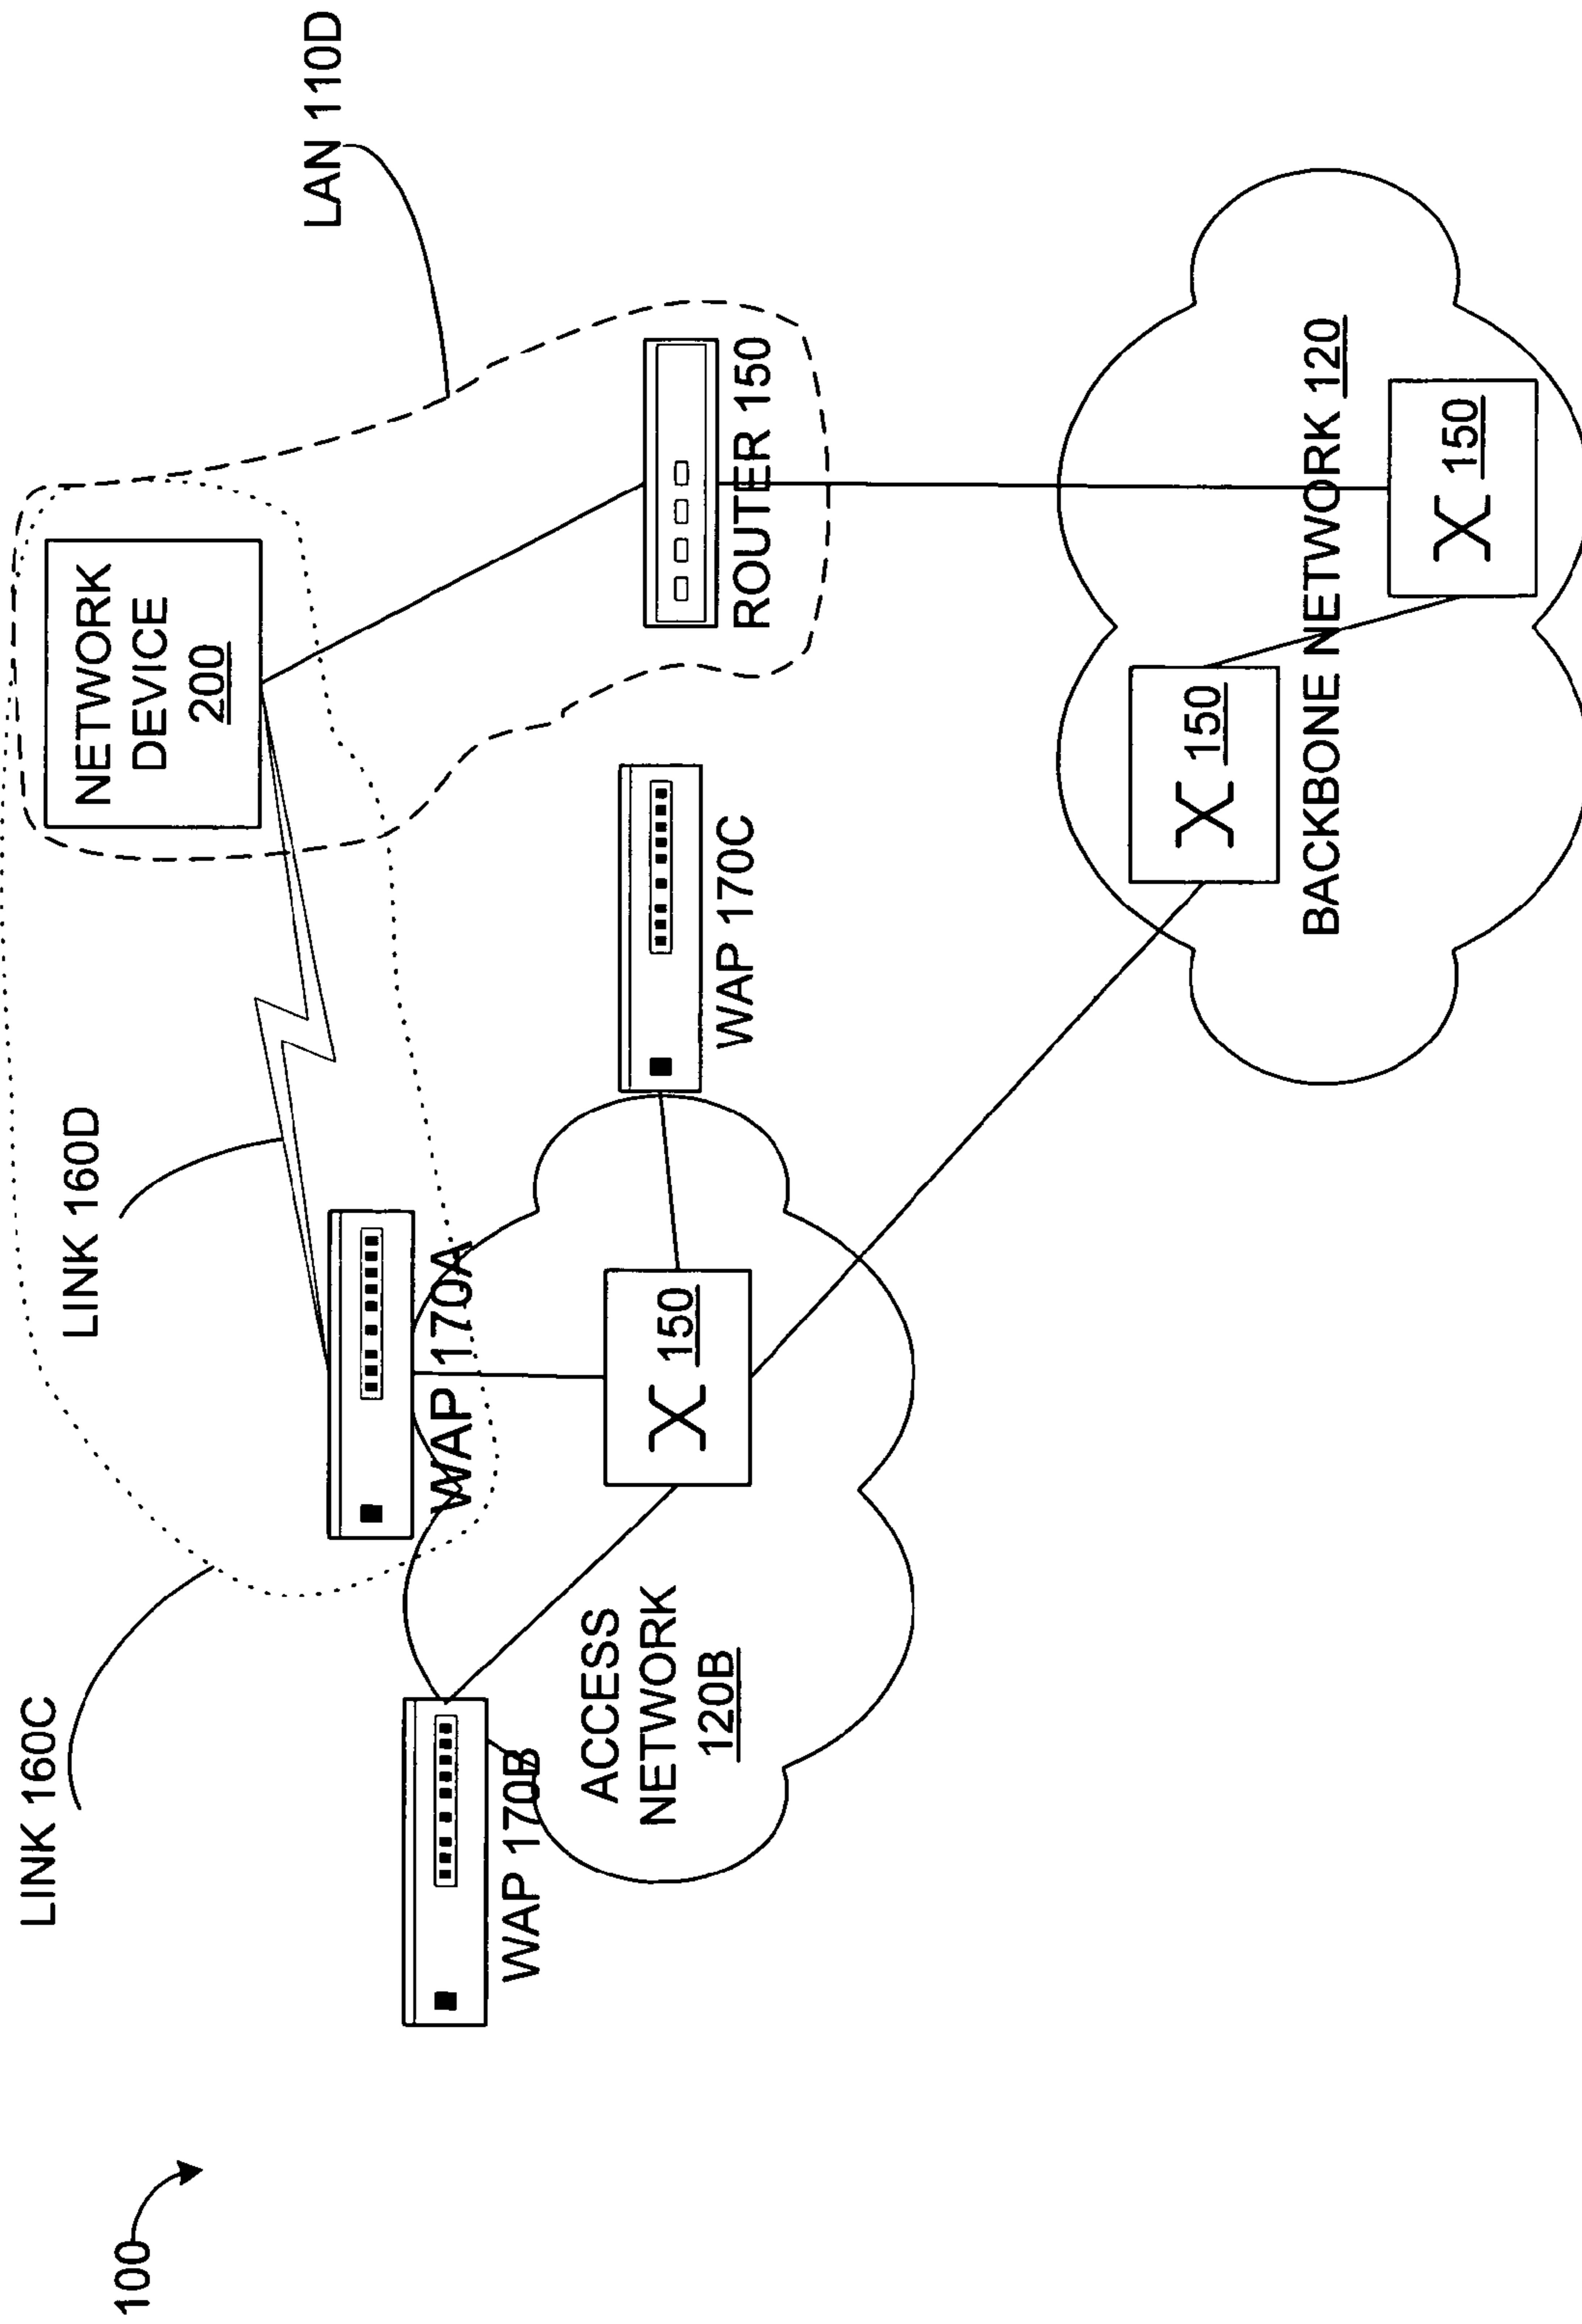 100
LINK 160C
LINK 160D
LAN 110D
NETWORK
DEVICE
200
WAP 170A
WAP 170B
WAP 170C
ROUTER 150
X 150
ACCESS
NETWORK
120B
X 150
BACKBONE NETWORK 120
X 150